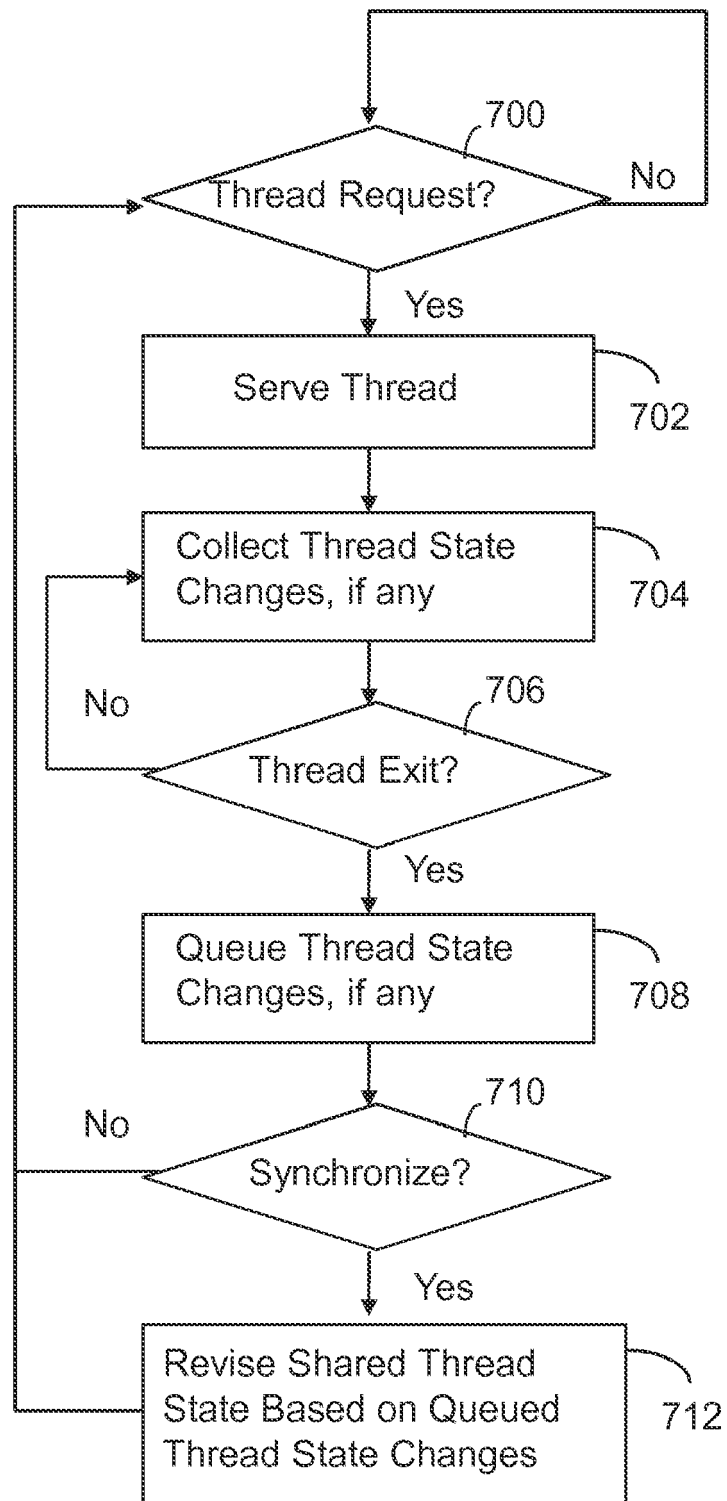 700
Thread Request?
No
Yes
Serve Thread
702
Collect Thread State
Changes, if any
704
No
706
Thread Exit?
Yes
Queue Thread State
Changes, if any
708
No
710
Synchronize?
Yes
Revise Shared Thread
State Based on Queued
Thread State Changes
712